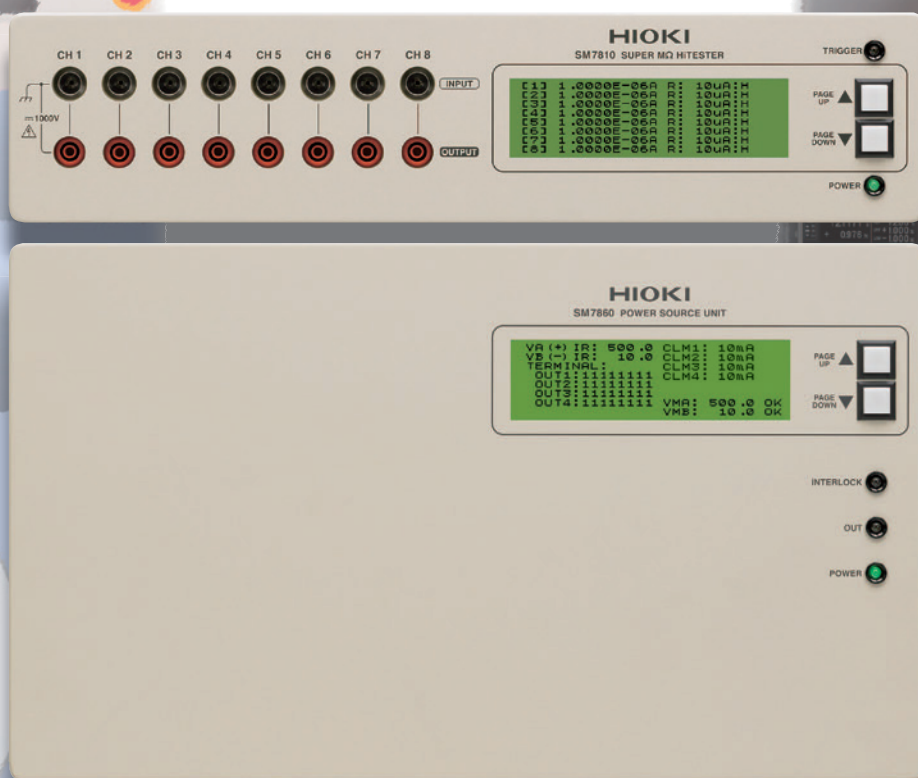 HIOKI
SM7810 SUPER MΩ HiTESTER
CH 1 CH 2 CH 3 CH 4 CH 5 CH 6 CH 7 CH 8
INPUT
⎓1000V
OUTPUT
[1] 1.0000E-06A R: 10uA:M
[2] 1.0000E-06A R: 10uA:M
[3] 1.0000E-06A R: 10uA:M
[4] 1.0000E-06A R: 10uA:M
[5] 1.0000E-06A R: 10uA:M
[6] 1.0000E-06A R: 10uA:M
[7] 1.0000E-06A R: 10uA:M
[8] 1.0000E-06A R: 10uA:M
TRIGGER
PAGE UP ▲
PAGE DOWN ▼
POWER
HIOKI
SM7860 POWER SOURCE UNIT
VA(+) IR: 500.0 CLM1: 10mA
VB(-) IR: 10.0 CLM2: 10mA
TERMINAL: CLM3: 10mA
OUT1:11111111 CLM4: 10mA
OUT2:11111111
OUT3:11111111
OUT4:11111111 VMA: 500.0 OK
VMB: 10.0 OK
PAGE UP ▲
PAGE DOWN ▼
INTERLOCK
OUT
POWER